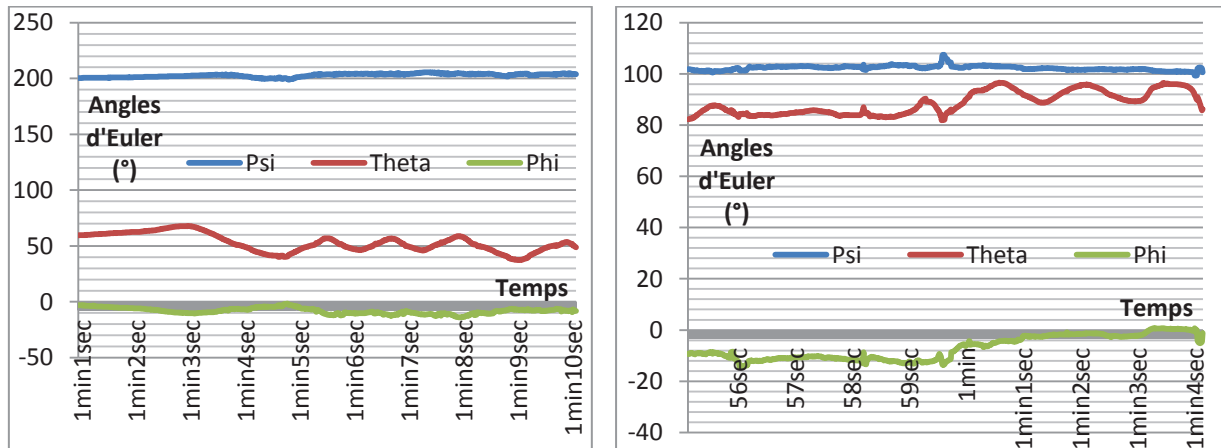 250
200
150
100
50
0
-50
Angles
d'Euler
(°)
Psi Theta Phi
Temps
1min1sec
1min2sec
1min3sec
1min4sec
1min5sec
1min6sec
1min7sec
1min8sec
1min9sec
1min10sec
120
100
80
60
40
20
0
-20
-40
Angles
d'Euler
(°)
Psi Theta Phi
Temps
56sec
57sec
58sec
59sec
1min
1min1sec
1min2sec
1min3sec
1min4sec